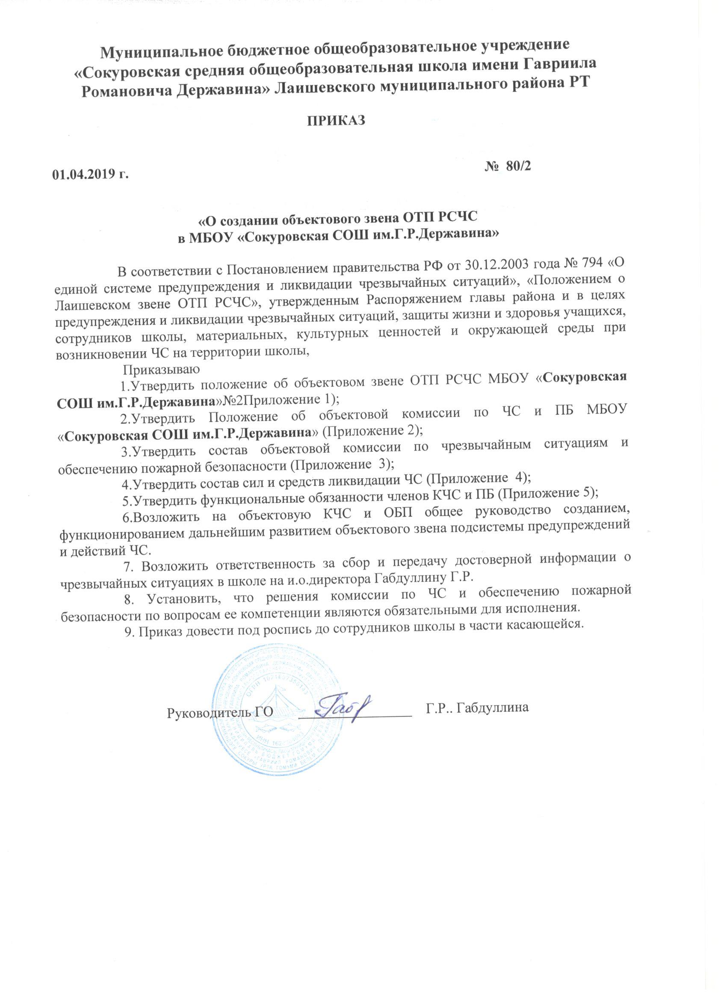 Муниципальное бюджетное общеобразовательное учреждение
«Сокуровская средняя общеобразовательная школа имени Гавриила
Романовича Державина» Лаишевского муниципального района РТ
ПРИКАЗ
01.04.2019 г. № 80/2
«О создании объектового звена ОТП РСЧС
в МБОУ «Сокуровская СОШ им.Г.Р.Державина»
В соответствии с Постановлением правительства РФ от 30.12.2003 года № 794 «О
единой системе предупреждения и ликвидации чрезвычайных ситуаций», «Положением о
Лаишевском звене ОТП РСЧС», утвержденным Распоряжением главы района и в целях
предупреждения и ликвидации чрезвычайных ситуаций, защиты жизни и здоровья учащихся,
сотрудников школы, материальных, культурных ценностей и окружающей среды при
возникновении ЧС на территории школы,
Приказываю
1.Утвердить положение об объектовом звене ОТП РСЧС МБОУ «Сокуровская
СОШ им.Г.Р.Державина»№2Приложение 1);
2.Утвердить Положение об объектовой комиссии по ЧС и ПБ МБОУ
«Сокуровская СОШ им.Г.Р.Державина» (Приложение 2);
3.Утвердить состав объектовой комиссии по чрезвычайным ситуациям и
обеспечению пожарной безопасности (Приложение 3);
4.Утвердить состав сил и средств ликвидации ЧС (Приложение 4);
5.Утвердить функциональные обязанности членов КЧС и ПБ (Приложение 5);
6.Возложить на объектовую КЧС и ОБП общее руководство созданием,
функционированием дальнейшим развитием объектового звена подсистемы предупреждений
и действий ЧС.
7. Возложить ответственность за сбор и передачу достоверной информации о
чрезвычайных ситуациях в школе на и.о.директора Габдуллину Г.Р.
8. Установить, что решения комиссии по ЧС и обеспечению пожарной
безопасности по вопросам ее компетенции являются обязательными для исполнения.
9. Приказ довести под роспись до сотрудников школы в части касающейся.
ОГРН 1021607356143
Руководитель ГО Габ Г.Р.. Габдуллина
ИНН